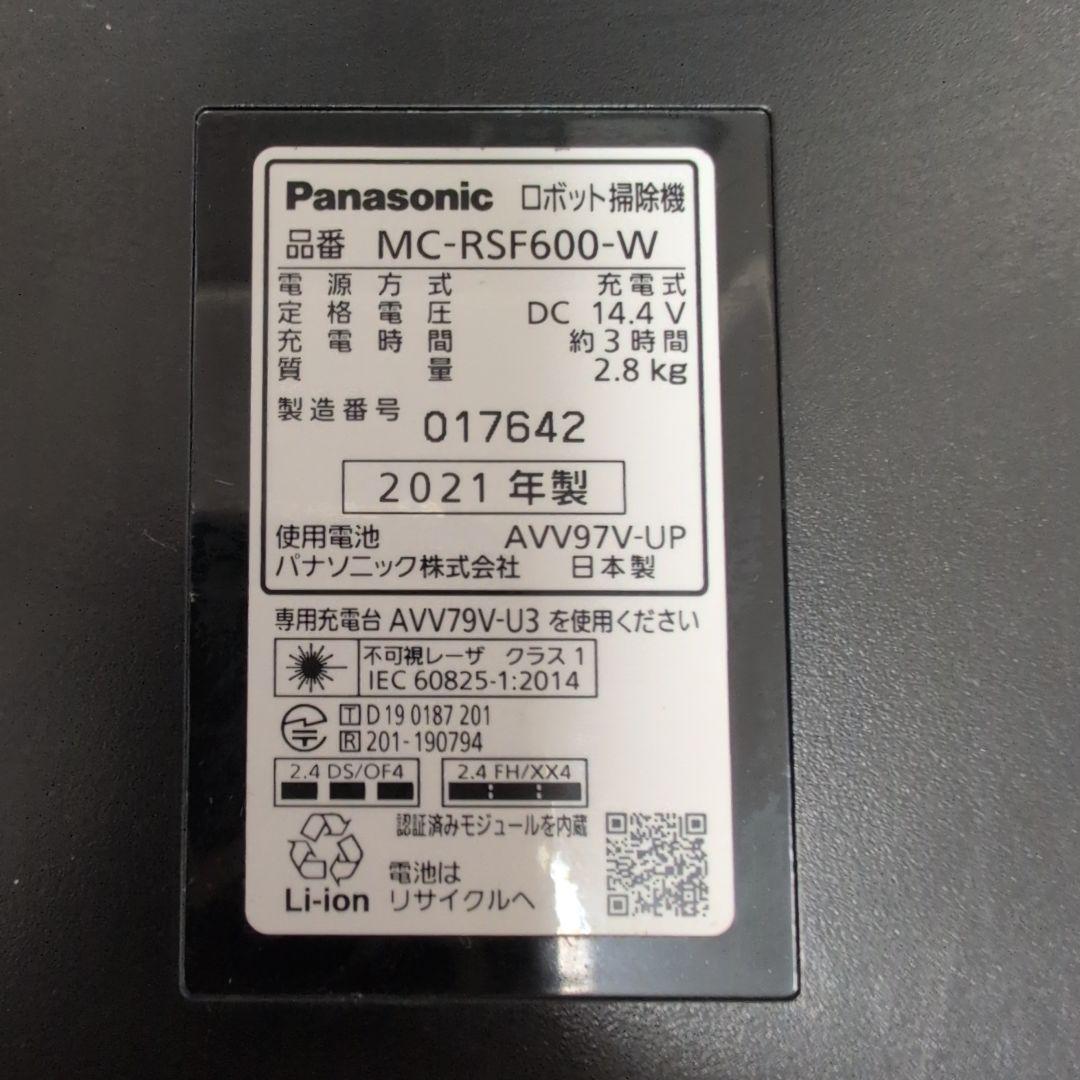 Panasonic ロボット掃除機
品番 MC-RSF600-W
電源方式 充電式
定格電圧 DC 14.4 V
充電時間 約3時間
質量 2.8 kg
製造番号 017642
2021年製
使用電池 AVV97V-UP
パナソニック株式会社 日本製
専用充電台 AVV79V-U3 を使用ください
不可視レーザ クラス1
IEC 60825-1:2014
T D 19 0187 201
R 201-190794
2.4 DS/OF4 2.4 FH/XX4
認証済みモジュールを内蔵
電池は
Li-ion リサイクルへ